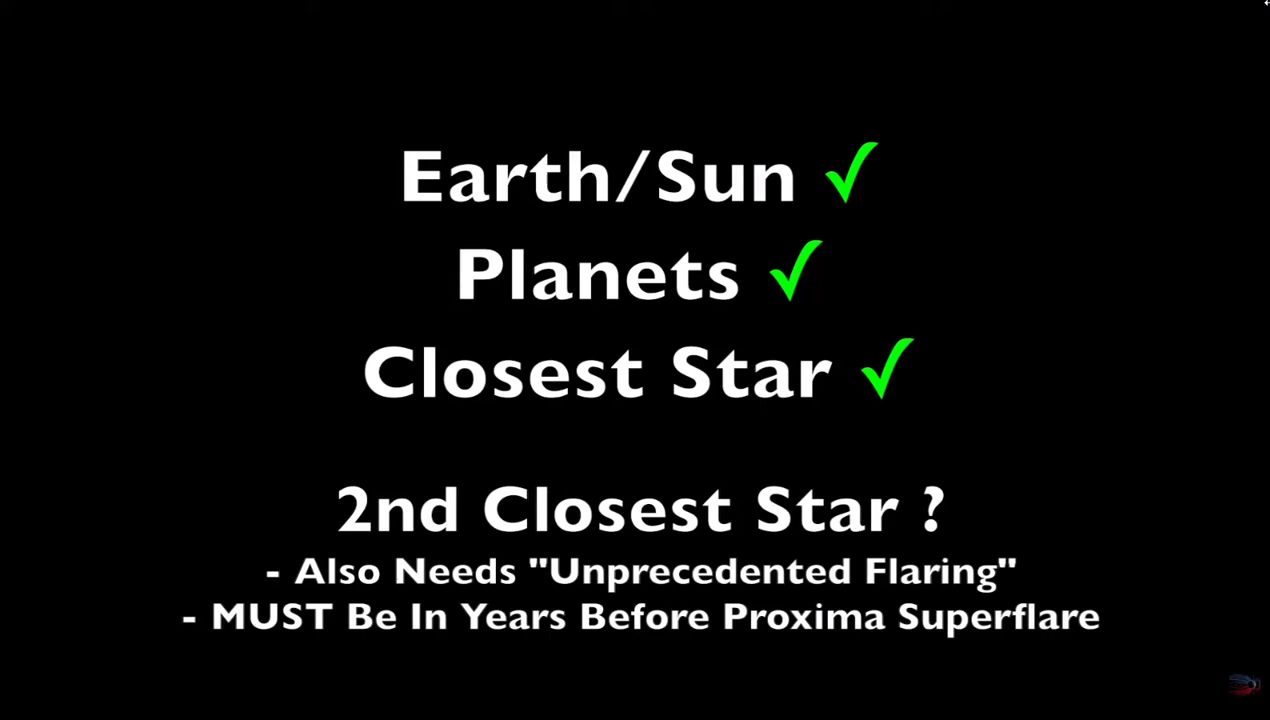 Earth/Sun ✓
Planets ✓
Closest Star ✓
2nd Closest Star ?
- Also Needs "Unprecedented Flaring"
- MUST Be In Years Before Proxima Superflare